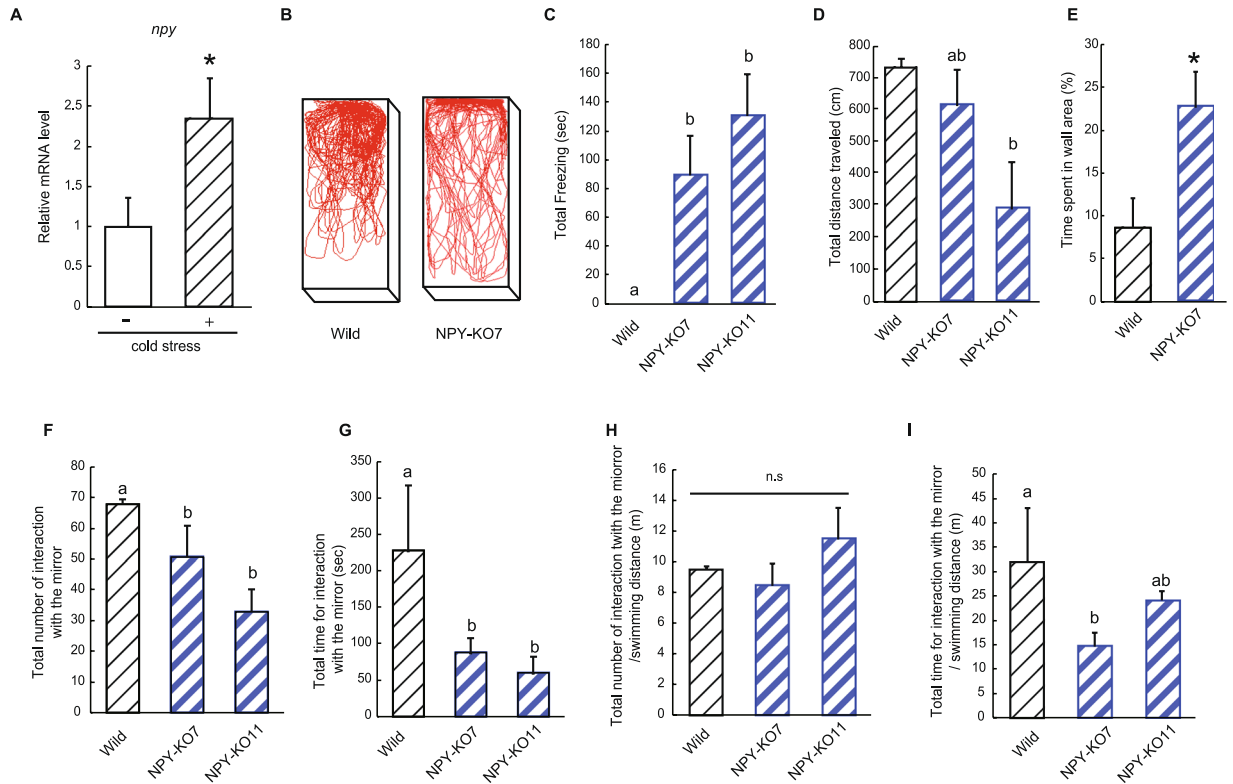 A
npy
Relative mRNA level
3
2.5
2
1.5
1
0.5
0
*
-
+
cold stress
B
Wild
NPY-KO7
C
Total Freezing (sec)
180
160
140
120
100
80
60
40
20
0
a
b
b
Wild
NPY-KO7
NPY-KO11
D
Total distance traveled (cm)
800
700
600
500
400
300
200
100
0
ab
b
Wild
NPY-KO7
NPY-KO11
E
Time spent in wall area (%)
30
25
20
15
10
5
0
*
Wild
NPY-KO7
F
Total number of interaction
with the mirror
80
70
60
50
40
30
20
10
0
a
b
b
Wild
NPY-KO7
NPY-KO11
G
Total time for interaction
with the mirror (sec)
350
300
250
200
150
100
50
0
a
b
b
Wild
NPY-KO7
NPY-KO11
H
Total number of interaction twith the miorror
/swimming distance (m)
16
14
12
10
8
6
4
2
0
n.s
Wild
NPY-KO7
NPY-KO11
I
Total time for interaction with the mirror
/ swimming distance (m)
50
45
40
35
30
25
20
15
10
5
0
a
b
ab
Wild
NPY-KO7
NPY-KO11